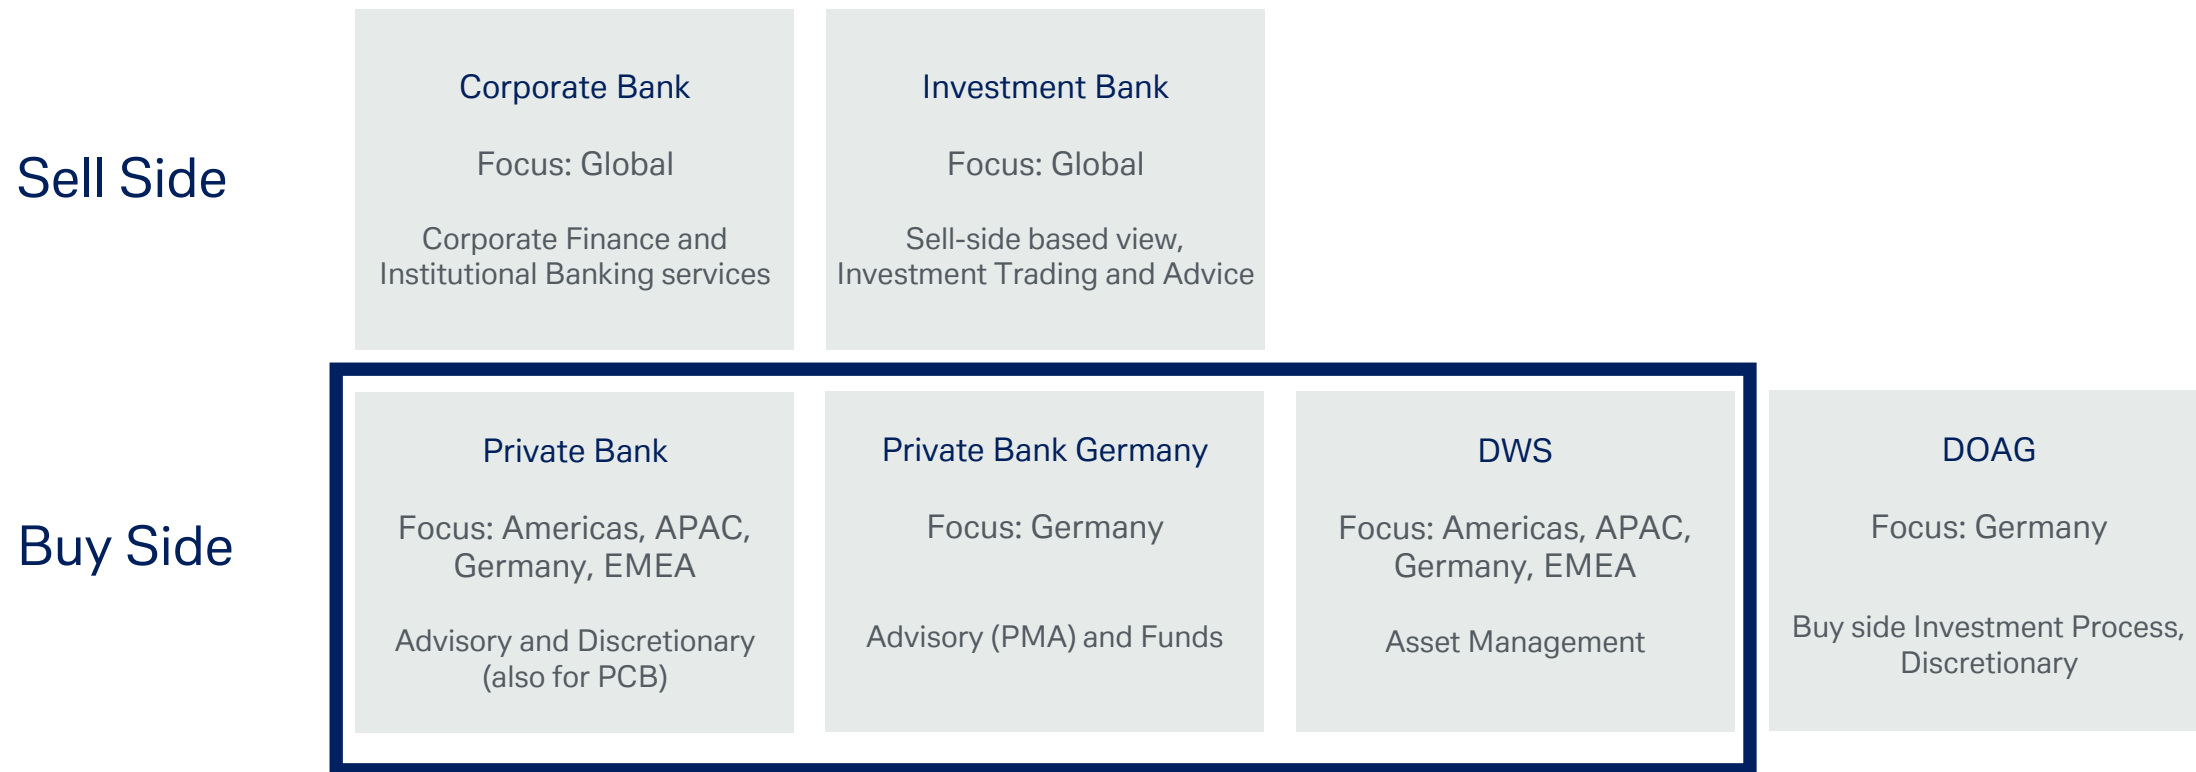 Sell Side
Corporate Bank
Focus: Global
Corporate Finance and
Institutional Banking services
Investment Bank
Focus: Global
Sell-side based view,
Investment Trading and Advice
Buy Side
Private Bank
Focus: Americas, APAC,
Germany, EMEA
Advisory and Discretionary
(also for PCB)
Private Bank Germany
Focus: Germany
Advisory (PMA) and Funds
DWS
Focus: Americas, APAC,
Germany, EMEA
Asset Management
DOAG
Focus: Germany
Buy side Investment Process,
Discretionary